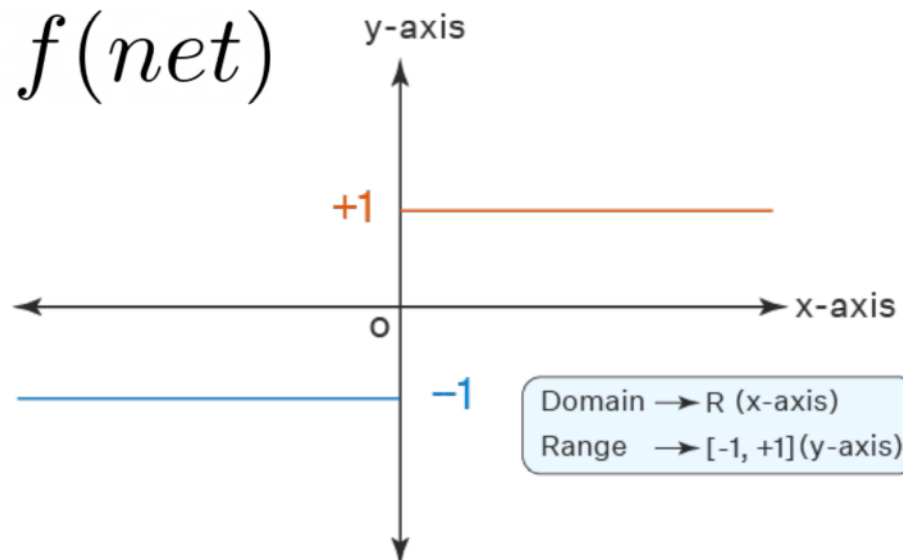 f(net)
y-axis
+1
x-axis
O
–1
Domain → R (x-axis)
Range → [-1, +1](y-axis)